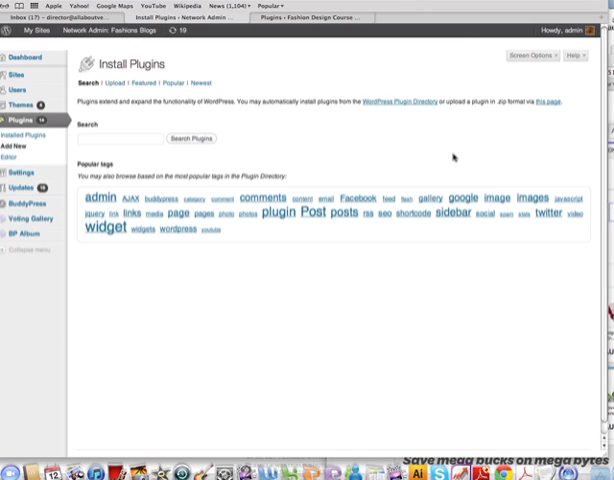 Apple Yahoo! Google Maps YouTube Wikipedia News (1,104) Popular
Inbox (17) – director@allaboutve... Install Plugins ‹ Network Admin ... Plugins ‹ Fashion Design Course ...
My Sites Network Admin: Fashions Blogs 19 Howdy, admin
Screen Options Help
Dashboard
Sites
Users
Themes 4
Plugins 14
Installed Plugins
Add New
Editor
Settings
Updates 18
BuddyPress
Voting Gallery
BP Album
Collapse menu
Install Plugins
Search | Upload | Featured | Popular | Newest
Plugins extend and expand the functionality of WordPress. You may automatically install plugins from the WordPress Plugin Directory or upload a plugin in .zip format via this page.
Search
Search Plugins
Popular tags
You may also browse based on the most popular tags in the Plugin Directory:
admin AJAX buddypress category comment comments content email Facebook feed flash gallery google image images javascript
jquery link links media page pages photo photos plugin Post posts rss seo shortcode sidebar social spam stats twitter video
widget widgets wordpress youtube
Save mega bucks on mega bytes